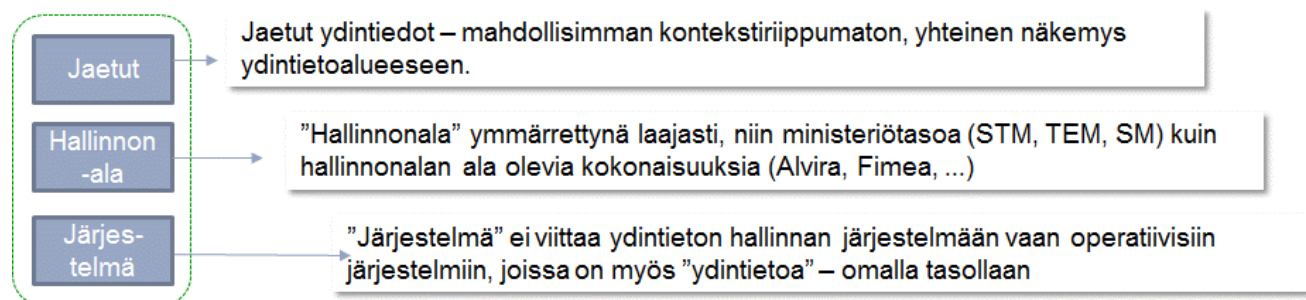 Jaetut
Jaetut ydintiedot – mahdollisimman kontekstiriippumaton, yhteinen näkemys
ydintietoalueeseen.
Hallinnon
-ala
”Hallinnonala” ymmärrettynä laajasti, niin ministeriötasoa (STM, TEM, SM) kuin
hallinnonalan ala olevia kokonaisuuksia (Alvira, Fimea, ...)
Järjes-
telmä
”Järjestelmä” ei viittaa ydintieton hallinnan järjestelmään vaan operatiivisiin
järjestelmiin, joissa on myös ”ydintietoa” – omalla tasollaan